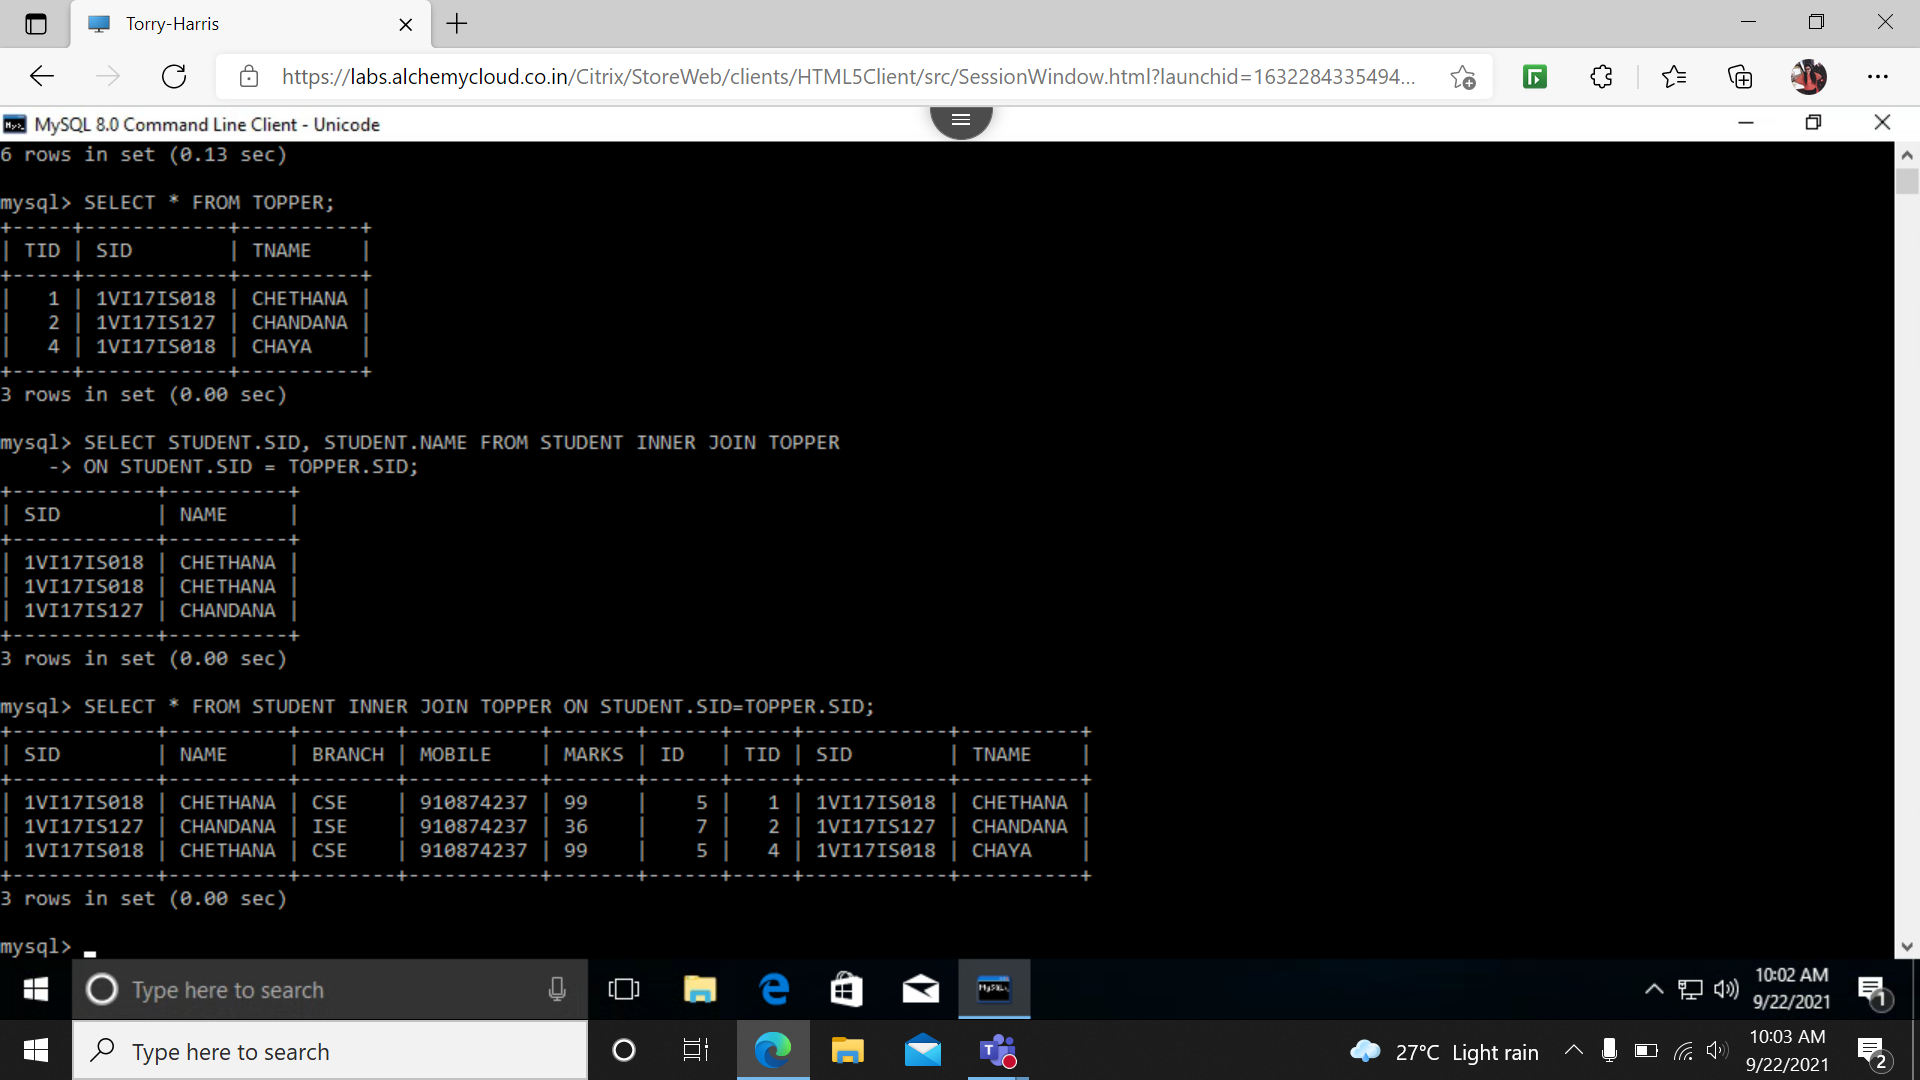 Torry-Harris
https://labs.alchemycloud.co.in/Citrix/StoreWeb/clients/HTML5Client/src/SessionWindow.html?launchid=1632284335494...
MySQL 8.0 Command Line Client - Unicode
6 rows in set (0.13 sec)
mysql> SELECT * FROM TOPPER;
+-----+------------+----------+
| TID | SID        | TNAME    |
+-----+------------+----------+
|   1 | 1VI17IS018 | CHETHANA |
|   2 | 1VI17IS127 | CHANDANA |
|   4 | 1VI17IS018 | CHAYA    |
+-----+------------+----------+
3 rows in set (0.00 sec)
mysql> SELECT STUDENT.SID, STUDENT.NAME FROM STUDENT INNER JOIN TOPPER
    -> ON STUDENT.SID = TOPPER.SID;
+------------+----------+
| SID        | NAME     |
+------------+----------+
| 1VI17IS018 | CHETHANA |
| 1VI17IS018 | CHETHANA |
| 1VI17IS127 | CHANDANA |
+------------+----------+
3 rows in set (0.00 sec)
mysql> SELECT * FROM STUDENT INNER JOIN TOPPER ON STUDENT.SID=TOPPER.SID;
+------------+----------+--------+-----------+-------+------+-----+------------+----------+
| SID        | NAME     | BRANCH | MOBILE    | MARKS | ID   | TID | SID        | TNAME    |
+------------+----------+--------+-----------+-------+------+-----+------------+----------+
| 1VI17IS018 | CHETHANA | CSE    | 910874237 | 99    |    5 |   1 | 1VI17IS018 | CHETHANA |
| 1VI17IS127 | CHANDANA | ISE    | 910874237 | 36    |    7 |   2 | 1VI17IS127 | CHANDANA |
| 1VI17IS018 | CHETHANA | CSE    | 910874237 | 99    |    5 |   4 | 1VI17IS018 | CHAYA    |
+------------+----------+--------+-----------+-------+------+-----+------------+----------+
3 rows in set (0.00 sec)
mysql>
Type here to search
10:02 AM
9/22/2021
1
Type here to search
27°C Light rain
10:03 AM
9/22/2021
2